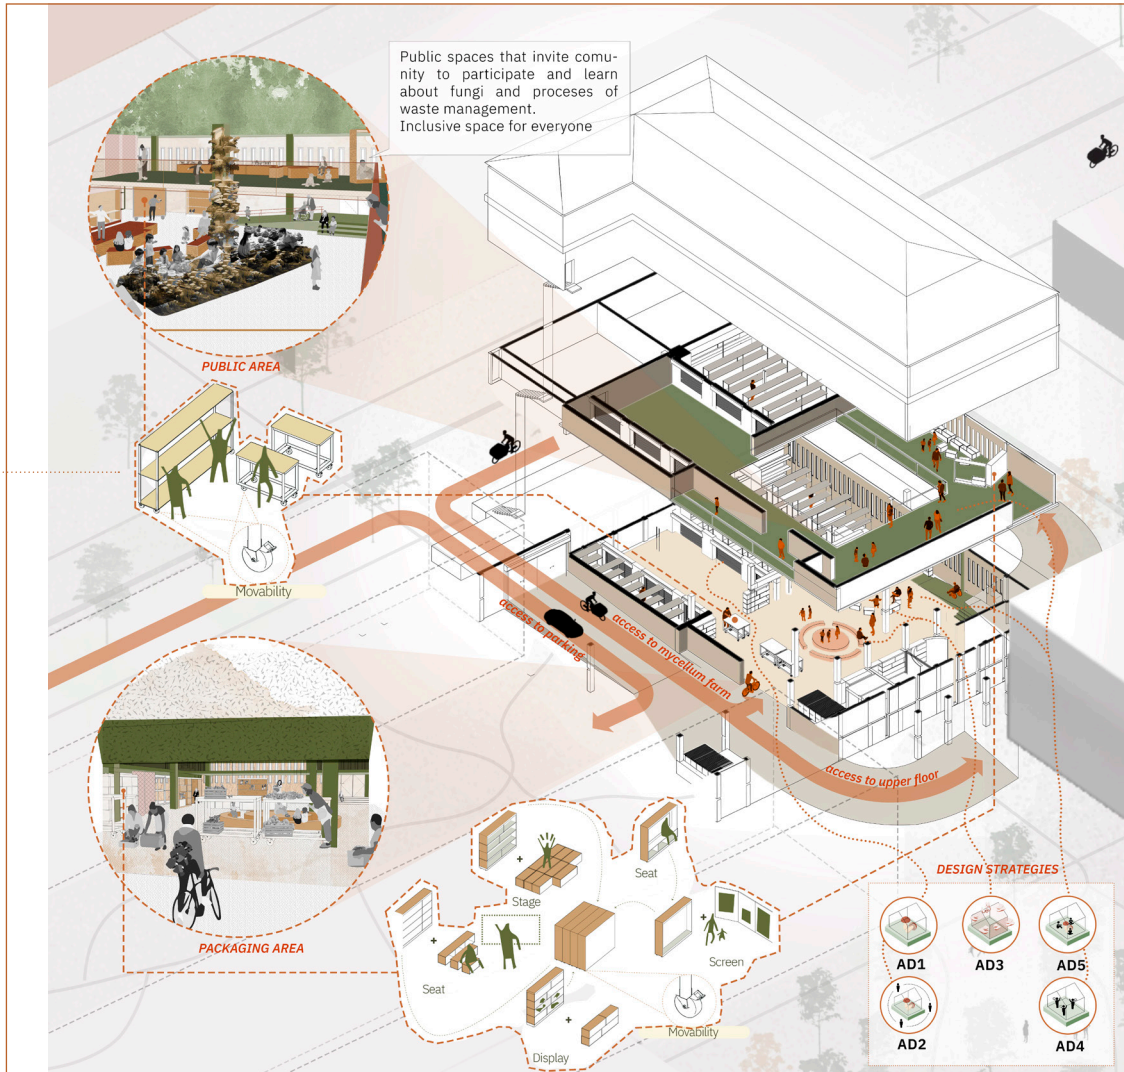 Public spaces that invite comu-
nity to participate and learn
about fungi and proceses of
waste management.
Inclusive space for everyone
PUBLIC AREA
Movability
access to parking
access to mycellum farm
access to upper floor
PACKAGING AREA
Stage
Seat
Seat
Screen
Display
Movability
DESIGN STRATEGIES
AD1
AD3
AD5
AD2
AD4